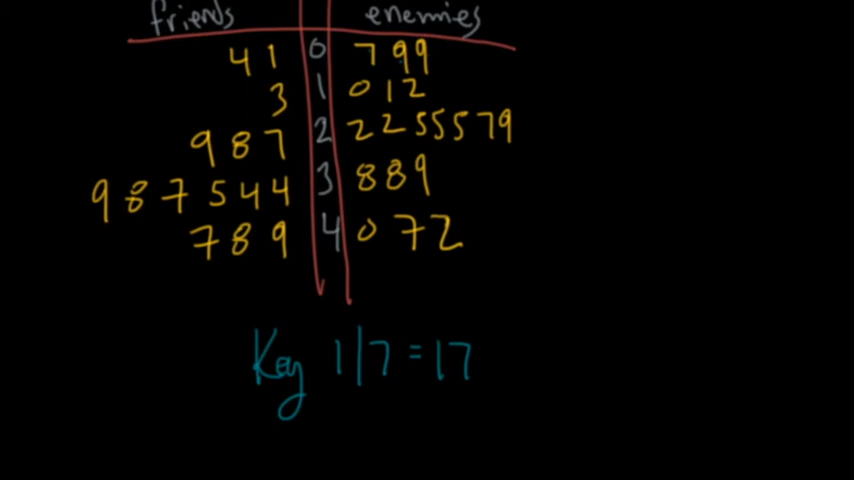 friends enemies
4 1 0 7 9 9
3 1 0 1 2
9 8 7 2 2 2 5 5 5 7 9
9 8 7 5 4 4 3 8 8 9
7 8 9 4 0 7 2
Key 1|7 = 17